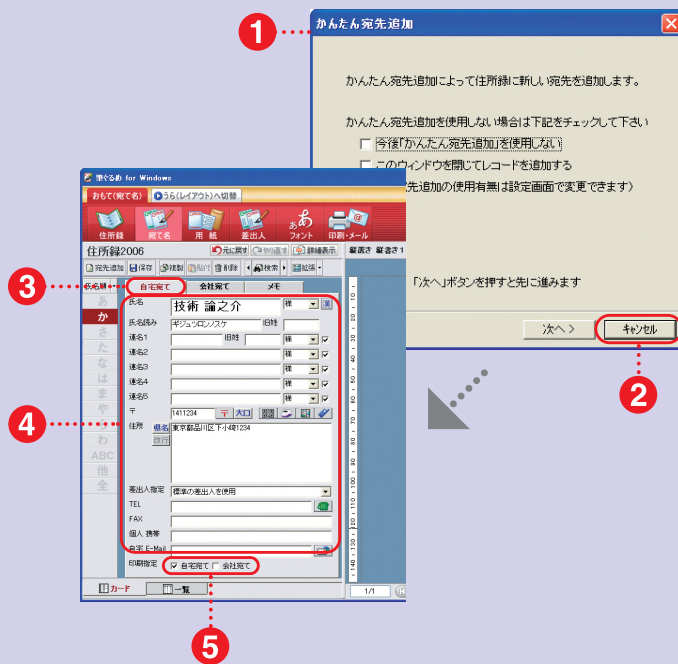 1
かんたん宛先追加
かんたん宛先追加によって住所録に新しい宛先を追加します。
かんたん宛先追加を使用しない場合は下記をチェックして下さい
今後「かんたん宛先追加」を使用しない
このウィンドウを閉じてレコードを追加する
先追加の使用有無は設定画面で変更できます)
「次へ」ボタンを押すと先に進みます
次へ >
キャンセル
2
筆ぐるめ for Windows
おもて(宛て名)
うら(レイアウト)へ切替
住所録
宛て名
用 紙
差出人
フォント
印刷・メール
住所録2006
元に戻す
やり直す
詳細表示
縦置き 縦書き1
宛先追加
保存
複製
貼付
削除
検索
拡張
3
自宅宛て
会社宛て
メモ
あ
か
さ
た
な
は
ま
や
わ
ABC
他
全
4
氏名
技術 論之介
様
氏名読み
ギジュツロンノスケ
旧姓
連名1
旧姓
様
連名2
様
連名3
様
連名4
様
連名5
様
〒
1411234
〒
大口
住所
県名
改行
東京都品川区下小崎1234
差出人指定
標準の差出人を使用
TEL
FAX
個人 携帯
自宅 E-Mail
印刷指定
自宅宛て
会社宛て
カード
一覧
1/1
5